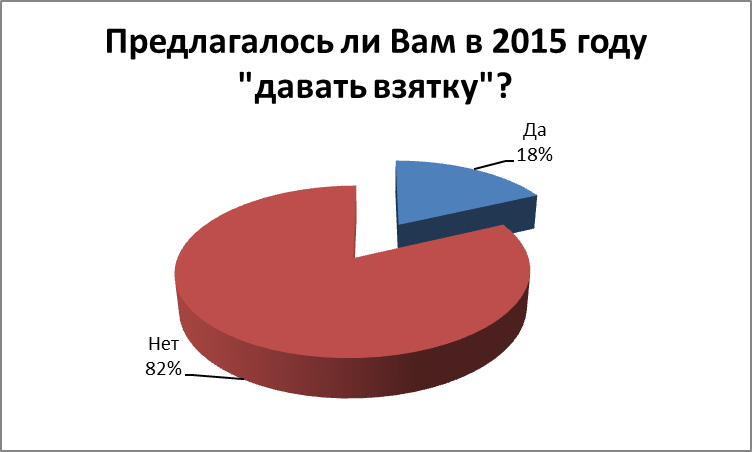 Предлагалось ли Вам в 2015 году
"давать взятку"?
Да
18%
Нет
82%